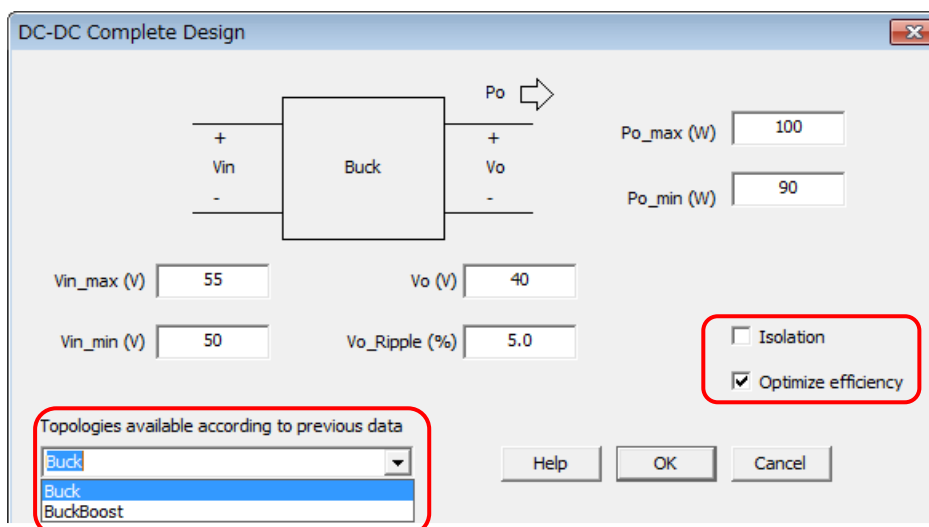 DC-DC Complete Design
Po
+
Vin
-
Buck
+
Vo
-
Po_max (W) 100
Po_min (W) 90
Vin_max (V) 55
Vo (V) 40
Vin_min (V) 50
Vo_Ripple (%) 5.0
Isolation
Optimize efficiency
Topologies available according to previous data
Buck
Buck
BuckBoost
Help
OK
Cancel